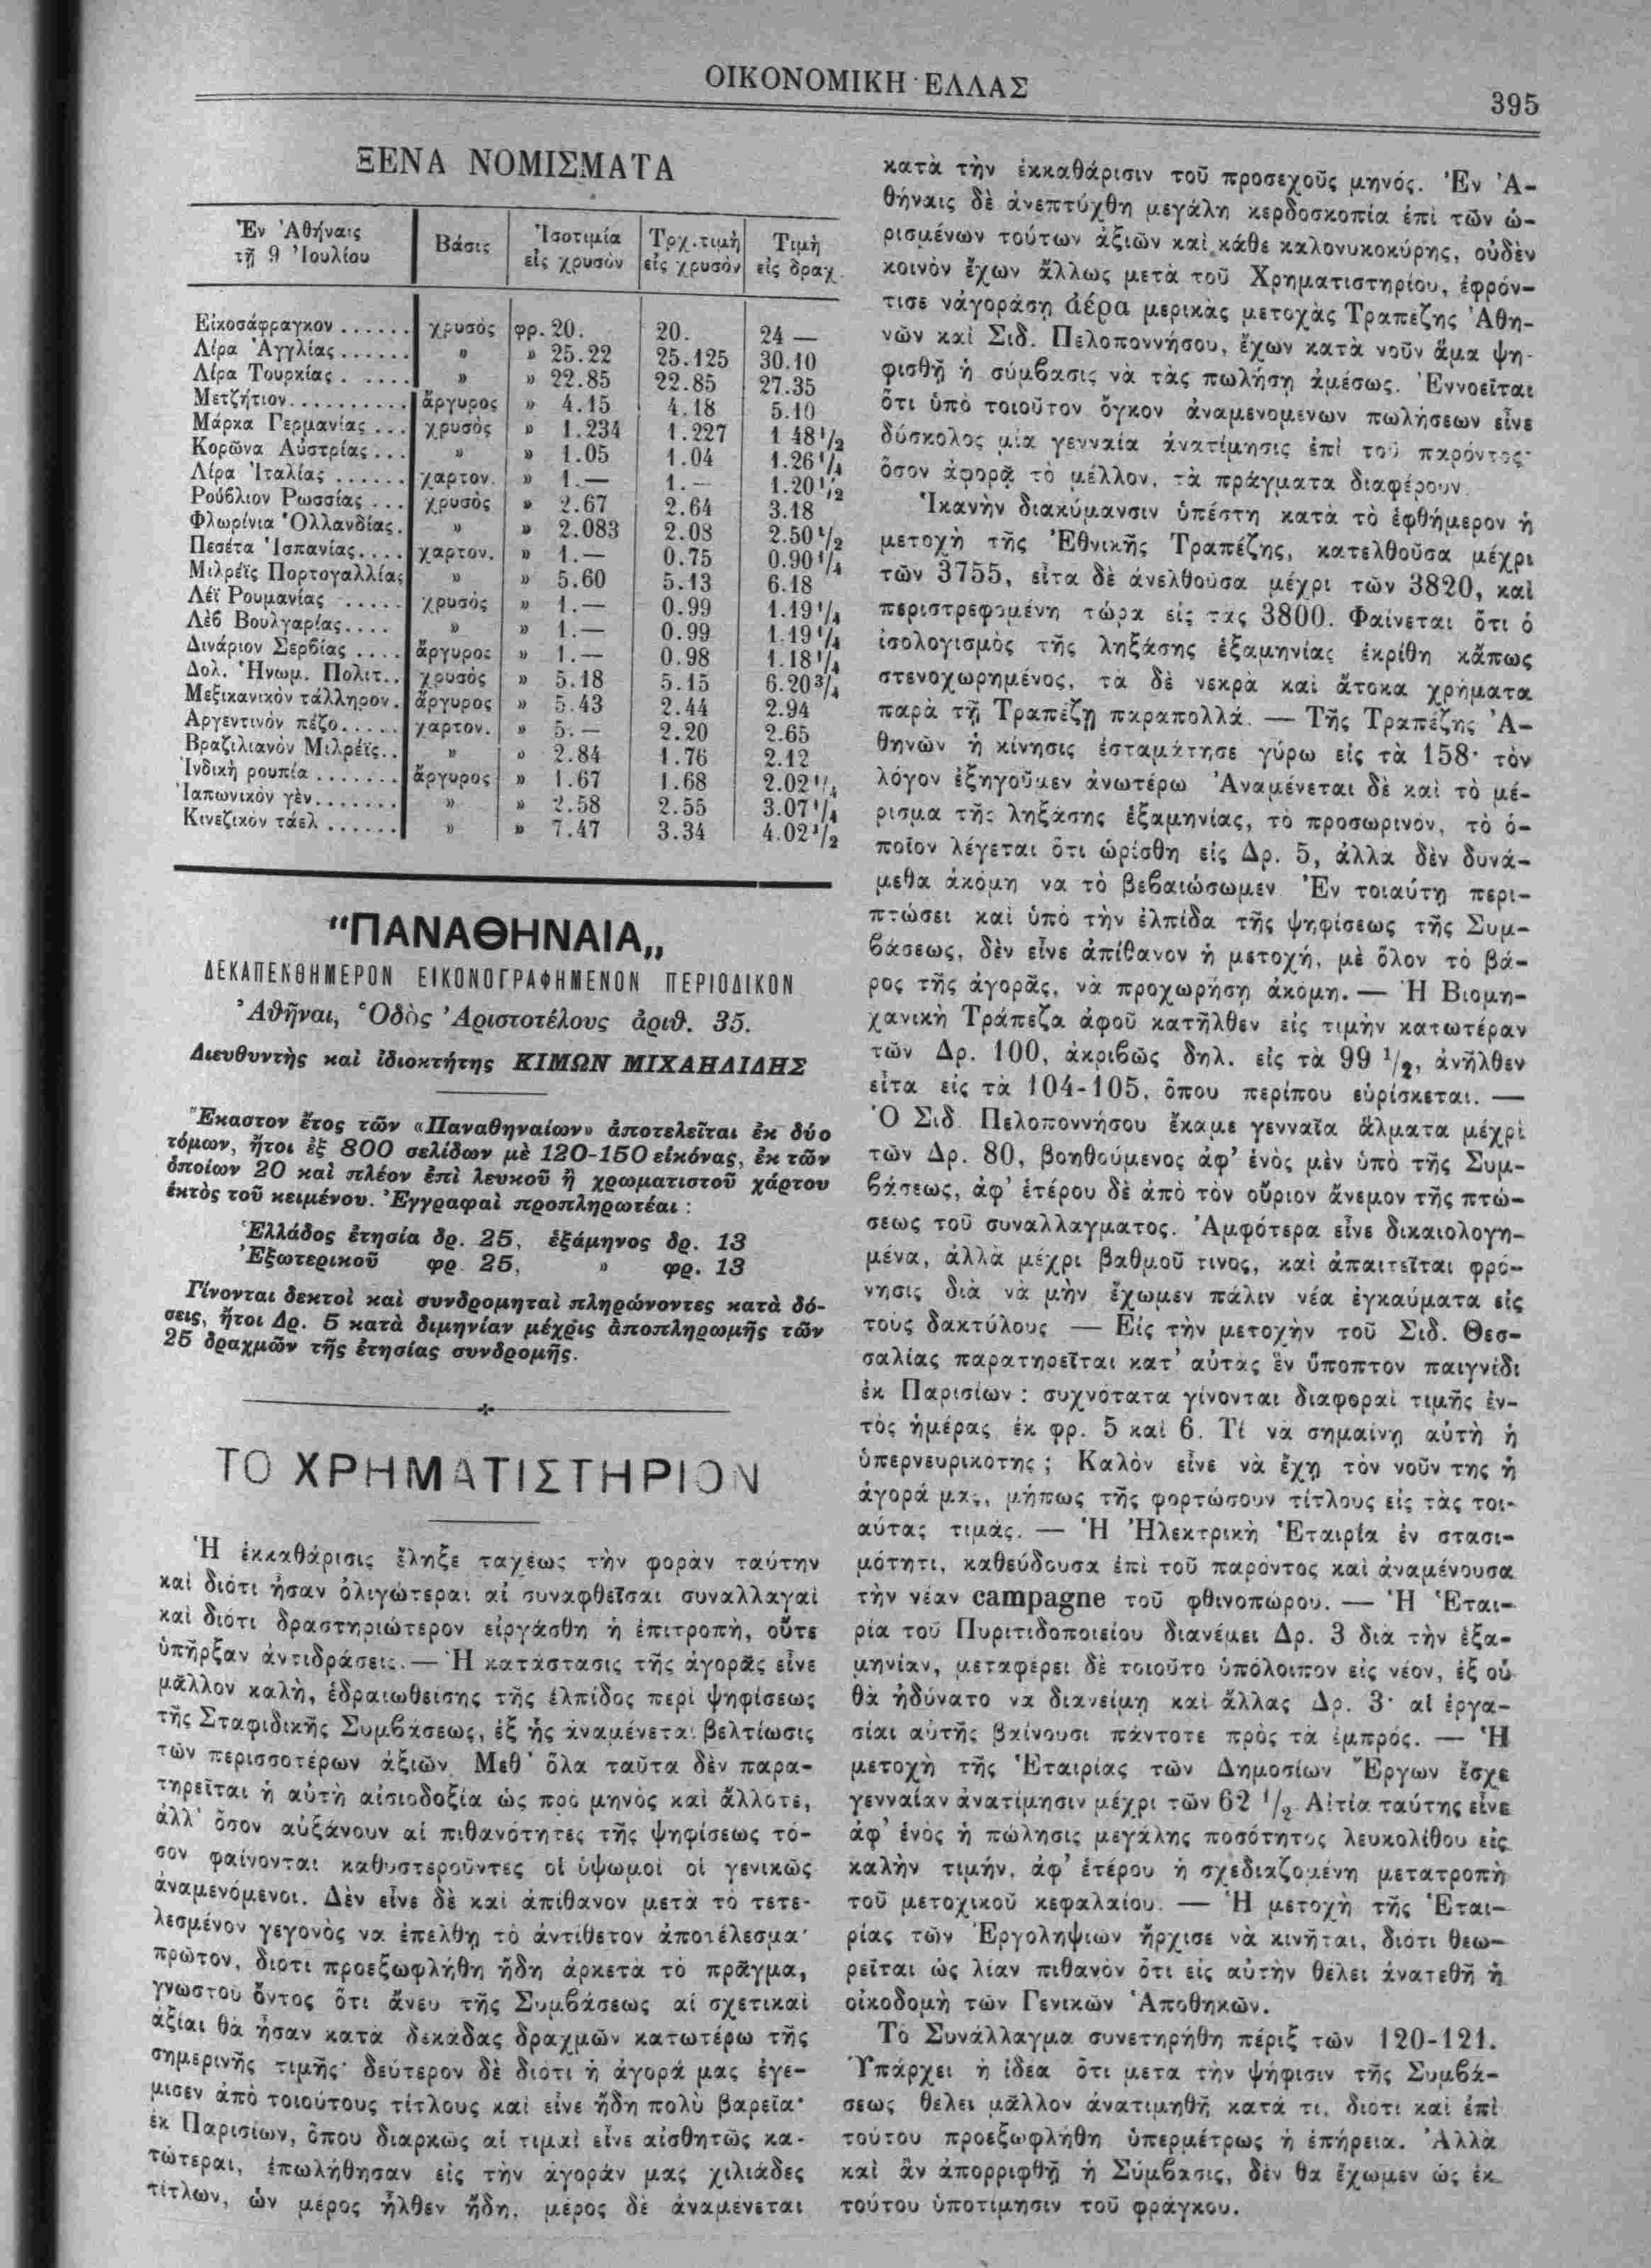 ΟΙΚΟΝΟΜΙΚΗ ΕΛΛΑΣ
395
ΞΕΝΑ ΝΟΜΙΣΜΑΤΑ
Ἐν Ἀθήναις τῇ 9 Ἰουλίου | Βάσις | Ἰσοτιμία εἰς χρυσὸν | Τρχ.τιμὴ εἰς χρυσὸν | Τιμὴ εἰς δραχ.
Εἰκοσάφραγκον ...... χρυσὸς φρ. 20. 20. 24 —
Λίρα Ἀγγλίας ...... » » 25.22 25.125 30.10
Λίρα Τουρκίας ...... » » 22.85 22.85 27.35
Μετζήτιον .......... ἄργυρος » 4.15 4.18 5.10
Μάρκα Γερμανίας ... χρυσὸς » 1.234 1.227 1 48 1/2
Κορῶνα Αὐστρίας ... » » 1.05 1.04 1.26 1/4
Λίρα Ἰταλίας ...... χαρτον. » 1.— 1.— 1.20 1/2
Ρούβλιον Ρωσσίας ... χρυσὸς » 2.67 2.64 3.18
Φλωρίνια Ὁλλανδίας. » » 2.083 2.08 2.50 1/2
Πεσέτα Ἱσπανίας.... χαρτον. » 1.— 0.75 0.90 1/4
Μιλρέϊς Πορτογαλλίας » » 5.60 5.13 6.18
Λέϊ Ρουμανίας ..... χρυσὸς » 1.— 0.99 1.19 1/4
Λὲβ Βουλγαρίας.... » » 1.— 0.99 1.19 1/4
Δινάριον Σερβίας .... ἄργυρος » 1.— 0.98 1.18 1/4
Δολ. Ἡνωμ. Πολιτ.. χρυσὸς » 5.18 5.15 6.20 3/4
Μεξικανικὸν τάλληρον. ἄργυρος » 5.43 2.44 2.94
Ἀργεντινὸν πέζο..... χαρτον. » 5.— 2.20 2.65
Βραζιλιανὸν Μιλρέϊς.. » » 2.84 1.76 2.12
Ἰνδικὴ ρουπία ....... ἄργυρος » 1.67 1.68 2.02 1/4
Ἰαπωνικὸν γὲν....... » » 2.58 2.55 3.07 1/4
Κινεζικὸν τάελ ...... » » 7.47 3.34 4.02 1/2
"ΠΑΝΑΘΗΝΑΙΑ„
ΔΕΚΑΠΕΝΘΗΜΕΡΟΝ ΕΙΚΟΝΟΓΡΑΦΗΜΕΝΟΝ ΠΕΡΙΟΔΙΚΟΝ
Ἀθῆναι, Ὁδὸς Ἀριστοτέλους ἀριθ. 35.
Διευθυντὴς καὶ ἰδιοκτήτης ΚΙΜΩΝ ΜΙΧΑΗΛΙΔΗΣ
Ἕκαστον ἔτος τῶν «Παναθηναίων» ἀποτελεῖται ἐκ δύο
τόμων, ἤτοι ἐξ 800 σελίδων μὲ 120-150 εἰκόνας, ἐκ τῶν
ὁποίων 20 καὶ πλέον ἐπὶ λευκοῦ ἢ χρωματιστοῦ χάρτου
ἐκτὸς τοῦ κειμένου. Ἐγγραφαὶ προπληρωτέαι :
Ἑλλάδος ἐτησία δρ. 25, ἑξάμηνος δρ. 13
Ἐξωτερικοῦ φρ. 25, » φρ. 13
Γίνονται δεκτοὶ καὶ συνδρομηταὶ πληρώνοντες κατὰ δό-
σεις, ἤτοι Δρ. 5 κατὰ διμηνίαν μέχρις ἀποπληρωμῆς τῶν
25 δραχμῶν τῆς ἐτησίας συνδρομῆς.
ΤΟ ΧΡΗΜΑΤΙΣΤΗΡΙΟΝ
Ἡ ἐκκαθάρισις ἔληξε ταχέως τὴν φορὰν ταύτην
καὶ διότι ἦσαν ὀλιγώτεραι αἱ συναφθεῖσαι συναλλαγαὶ
καὶ διότι δραστηριώτερον εἰργάσθη ἡ ἐπιτροπὴ, οὔτε
ὑπῆρξαν ἀντιδράσεις.— Ἡ κατάστασις τῆς ἀγορᾶς εἶνε
μᾶλλον καλὴ, ἑδραιωθείσης τῆς ἐλπίδος περὶ ψηφίσεως
τῆς Σταφιδικῆς Συμβάσεως, ἐξ ἧς ἀναμένεται βελτίωσις
τῶν περισσοτέρων ἀξιῶν. Μεθ' ὅλα ταῦτα δὲν παρα-
τηρεῖται ἡ αὐτὴ αἰσιοδοξία ὡς πρὸ μηνὸς καὶ ἄλλοτε,
ἀλλ' ὅσον αὐξάνουν αἱ πιθανότητες τῆς ψηφίσεως τό-
σον φαίνονται καθυστεροῦντες οἱ ὑψωμοὶ οἱ γενικῶς
ἀναμενόμενοι. Δὲν εἶνε δὲ καὶ ἀπίθανον μετὰ τὸ τετε-
λεσμένον γεγονὸς νὰ ἐπέλθῃ τὸ ἀντίθετον ἀποτέλεσμα·
πρῶτον, διότι προεξωφλήθη ἤδη ἀρκετὰ τὸ πρᾶγμα,
γνωστοῦ ὄντος ὅτι ἄνευ τῆς Συμβάσεως αἱ σχετικαὶ
ἀξίαι θὰ ἦσαν κατὰ δεκάδας δραχμῶν κατωτέρω τῆς
σημερινῆς τιμῆς· δεύτερον δὲ διότι ἡ ἀγορά μας ἐγέ-
μισεν ἀπὸ τοιούτους τίτλους καὶ εἶνε ἤδη πολὺ βαρεῖα·
ἐκ Παρισίων, ὅπου διαρκῶς αἱ τιμαὶ εἶνε αἰσθητῶς κα-
τώτεραι, ἐπωλήθησαν εἰς τὴν ἀγοράν μας χιλιάδες
τίτλων, ὧν μέρος ἦλθεν ἤδη, μέρος δὲ ἀναμένεται
κατὰ τὴν ἐκκαθάρισιν τοῦ προσεχοῦς μηνός. Ἐν Ἀ-
θήναις δὲ ἀνεπτύχθη μεγάλη κερδοσκοπία ἐπὶ τῶν ὡ-
ρισμένων τούτων ἀξιῶν καὶ κάθε καλονυκοκύρης, οὐδὲν
κοινὸν ἔχων ἄλλως μετὰ τοῦ Χρηματιστηρίου, ἐφρόν-
τισε νἀγοράσῃ ἀέρα μερικὰς μετοχὰς Τραπέζης Ἀθη-
νῶν καὶ Σιδ. Πελοποννήσου, ἔχων κατὰ νοῦν ἅμα ψη-
φισθῇ ἡ σύμβασις νὰ τὰς πωλήσῃ ἀμέσως. Ἐννοεῖται
ὅτι ὑπὸ τοιοῦτον ὄγκον ἀναμενομένων πωλήσεων εἶνε
δύσκολος μία γενναία ἀνατίμησις ἐπὶ τοῦ παρόντος·
ὅσον ἀφορᾷ τὸ μέλλον, τὰ πράγματα διαφέρουν.
Ἱκανὴν διακύμανσιν ὑπέστη κατὰ τὸ ἑφθήμερον ἡ
μετοχὴ τῆς Ἐθνικῆς Τραπέζης, κατελθοῦσα μέχρι
τῶν 3755, εἶτα δὲ ἀνελθοῦσα μέχρι τῶν 3820, καὶ
περιστρεφομένη τώρα εἰς τὰς 3800. Φαίνεται ὅτι ὁ
ἰσολογισμὸς τῆς ληξάσης ἑξαμηνίας ἐκρίθη κἄπως
στενοχωρημένος, τὰ δὲ νεκρὰ καὶ ἄτοκα χρήματα
παρὰ τῇ Τραπέζῃ παραπολλά. — Τῆς Τραπέζης Ἀ-
θηνῶν ἡ κίνησις ἐσταμάτησε γύρω εἰς τὰ 158· τὸν
λόγον ἐξηγοῦμεν ἀνωτέρω Ἀναμένεται δὲ καὶ τὸ μέ-
ρισμα τῆς ληξάσης ἑξαμηνίας, τὸ προσωρινόν, τὸ ὁ-
ποῖον λέγεται ὅτι ὡρίσθη εἰς Δρ. 5, ἀλλὰ δὲν δυνά-
μεθα ἀκόμη νὰ τὸ βεβαιώσωμεν. Ἐν τοιαύτῃ περι-
πτώσει καὶ ὑπὸ τὴν ἐλπίδα τῆς ψηφίσεως τῆς Συμ-
βάσεως, δὲν εἶνε ἀπίθανον ἡ μετοχή, μὲ ὅλον τὸ βά-
ρος τῆς ἀγορᾶς, νὰ προχωρήσῃ ἀκόμη. — Ἡ Βιομη-
χανικὴ Τράπεζα ἀφοῦ κατῆλθεν εἰς τιμὴν κατωτέραν
τῶν Δρ. 100, ἀκριβῶς δηλ. εἰς τὰ 99 1/2, ἀνῆλθεν
εἶτα εἰς τὰ 104-105, ὅπου περίπου εὑρίσκεται. —
Ὁ Σιδ. Πελοποννήσου ἔκαμε γενναῖα ἅλματα μέχρι
τῶν Δρ. 80, βοηθούμενος ἀφ' ἑνὸς μὲν ὑπὸ τῆς Συμ-
βάσεως, ἀφ' ἑτέρου δὲ ἀπὸ τὸν οὔριον ἄνεμον τῆς πτώ-
σεως τοῦ συναλλαγματος. Ἀμφότερα εἶνε δικαιολογη-
μένα, ἀλλὰ μέχρι βαθμοῦ τινος, καὶ ἀπαιτεῖται φρό-
νησις διὰ νὰ μὴν ἔχωμεν πάλιν νέα ἐγκαύματα εἰς
τοὺς δακτύλους — Εἰς τὴν μετοχὴν τοῦ Σιδ. Θεσ-
σαλίας παρατηρεῖται κατ' αὐτὰς ἓν ὕποπτον παιγνίδι
ἐκ Παρισίων : συχνότατα γίνονται διαφοραὶ τιμῆς ἐν-
τὸς ἡμέρας ἐκ φρ. 5 καὶ 6. Τί νὰ σημαίνῃ αὐτὴ ἡ
ὑπερνευρικότης ; Καλὸν εἶνε νὰ ἔχῃ τὸν νοῦν της ἡ
ἀγορά μας, μήπως τῆς φορτώσουν τίτλους εἰς τὰς τοι-
αύτας τιμάς. — Ἡ Ἠλεκτρικὴ Ἑταιρία ἐν στασι-
μότητι, καθεύδουσα ἐπὶ τοῦ παρόντος καὶ ἀναμένουσα
τὴν νέαν campagne τοῦ φθινοπώρου. — Ἡ Ἑται-
ρία τοῦ Πυριτιδοποιείου διανέμει Δρ. 3 διὰ τὴν ἑξα-
μηνίαν, μεταφέρει δὲ τοιοῦτο ὑπόλοιπον εἰς νέον, ἐξ οὗ
θὰ ἠδύνατο νὰ διανείμῃ καὶ ἄλλας Δρ. 3· αἱ ἐργα-
σίαι αὐτῆς βαίνουσι πάντοτε πρὸς τὰ ἐμπρός. — Ἡ
μετοχὴ τῆς Ἑταιρίας τῶν Δημοσίων Ἔργων ἔσχε
γενναίαν ἀνατίμησιν μέχρι τῶν 62 1/2 Αἰτία ταύτης εἶνε
ἀφ' ἑνὸς ἡ πώλησις μεγάλης ποσότητος λευκολίθου εἰς
καλὴν τιμήν, ἀφ' ἑτέρου ἡ σχεδιαζομένη μετατροπὴ
τοῦ μετοχικοῦ κεφαλαίου. — Ἡ μετοχὴ τῆς Ἑται-
ρίας τῶν Ἐργοληψιῶν ἤρχισε νὰ κινῆται, διότι θεω-
ρεῖται ὡς λίαν πιθανὸν ὅτι εἰς αὐτὴν θέλει ἀνατεθῆ ἡ
οἰκοδομὴ τῶν Γενικῶν Ἀποθηκῶν.
Τὸ Συνάλλαγμα συνετηρήθη πέριξ τῶν 120-121.
Ὑπάρχει ἡ ἰδέα ὅτι μετὰ τὴν ψήφισιν τῆς Συμβά-
σεως θέλει μᾶλλον ἀνατιμηθῆ κατά τι, διότι καὶ ἐπὶ
τούτου προεξωφλήθη ὑπερμέτρως ἡ ἐπήρεια. Ἀλλὰ
καὶ ἂν ἀπορριφθῇ ἡ Σύμβασις, δὲν θὰ ἔχωμεν ὡς ἐκ
τούτου ὑποτίμησιν τοῦ φράγκου.